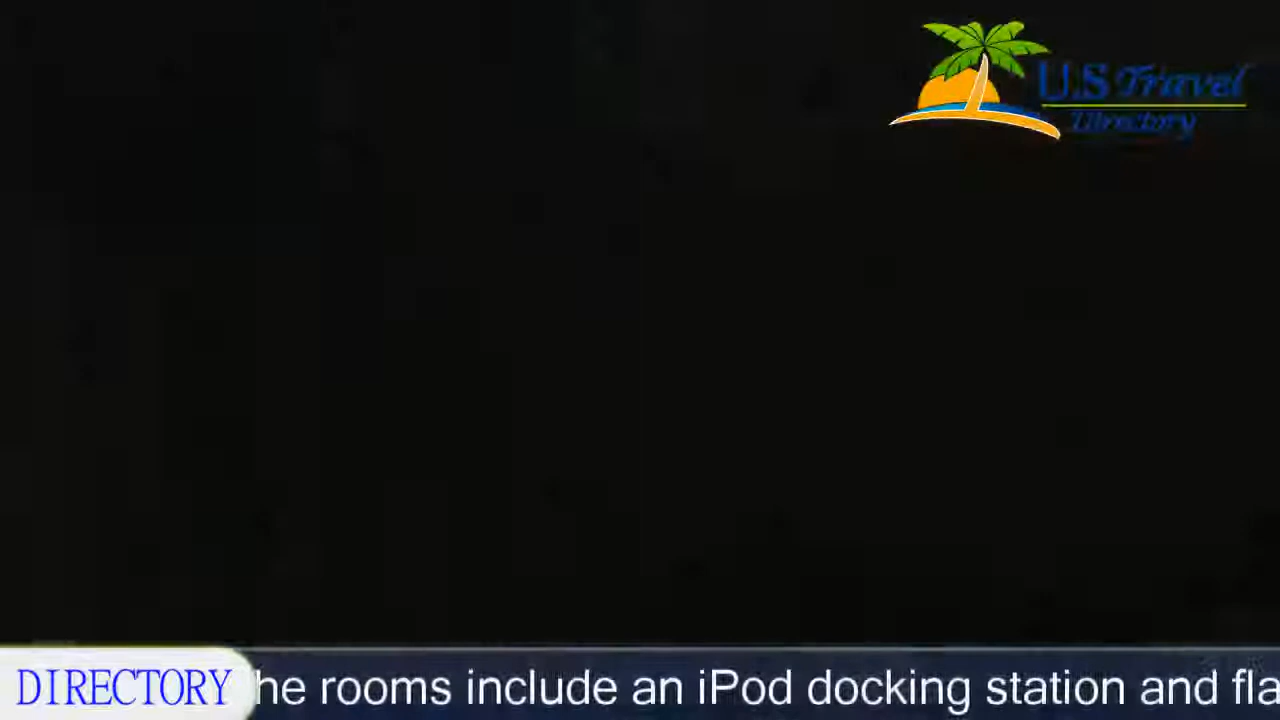 U.S Travel
Directory
DIRECTORY
he rooms include an iPod docking station and fla